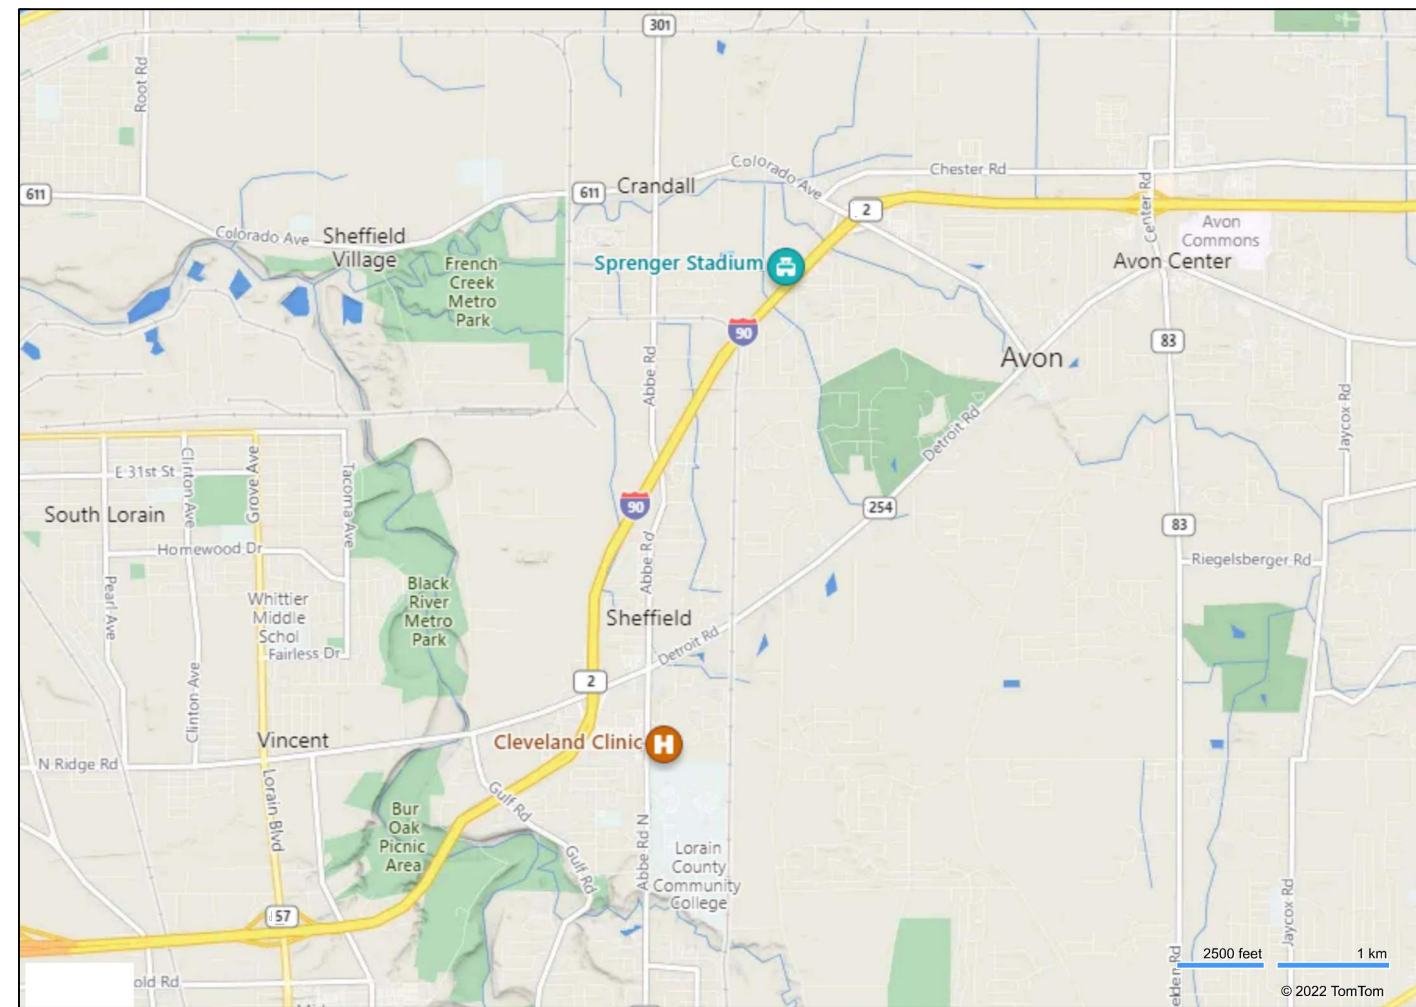 301
Root Rd
611
611
Crandall
Colorado Ave
Chester Rd
2
Center Rd
Avon
Commons
Colorado Ave
Sheffield
Village
French
Creek
Metro
Park
Sprenger Stadium
Avon Center
90
83
Avon
Abbe Rd
Jaycox Rd
Detroit Rd
E 31st St
Clinton Ave
Grove Ave
Tacoma Ave
South Lorain
90
254
83
Homewood Dr
Abbe Rd
Riegelsberger Rd
Pearl Ave
Whittier
Middle
Schol
Fairless Dr
Black
River
Metro
Park
Sheffield
Detroit Rd
Clinton Ave
2
Vincent
Cleveland Clinic
H
N Ridge Rd
Lorain Blvd
Gulf Rd
Bur
Oak
Picnic
Area
Gulf Rd
Abbe Rd N
Lorain
County
Community
College
57
Jaycox Rd
old Rd
2500 feet
1 km
© 2022 TomTom